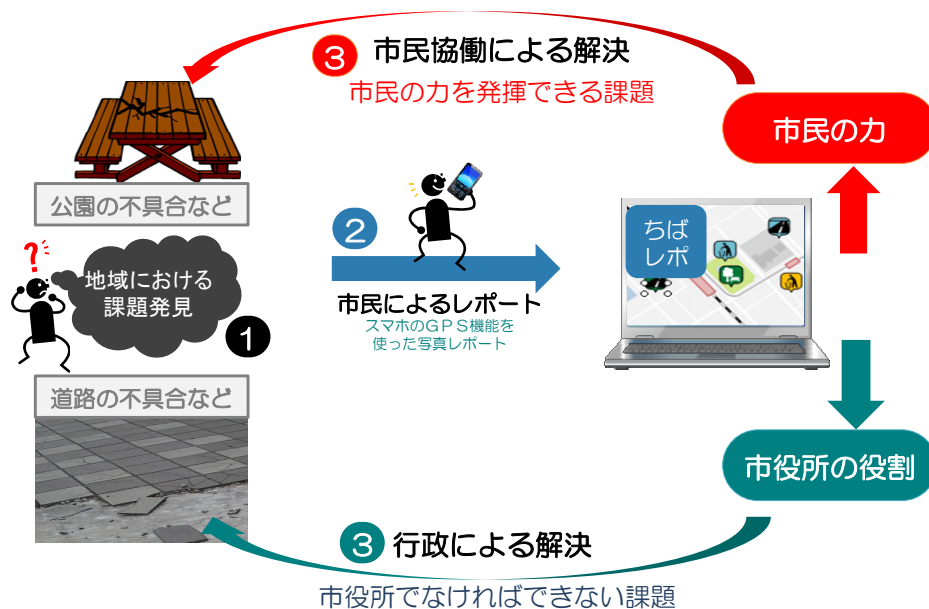 3 市民協働による解決
市民の力を発揮できる課題
市民の力
公園の不具合など
?
地域における
課題発見
1
2
市民によるレポート
スマホのGPS機能を
使った写真レポート
ちば
レポ
道路の不具合など
市役所の役割
3 行政による解決
市役所でなければできない課題